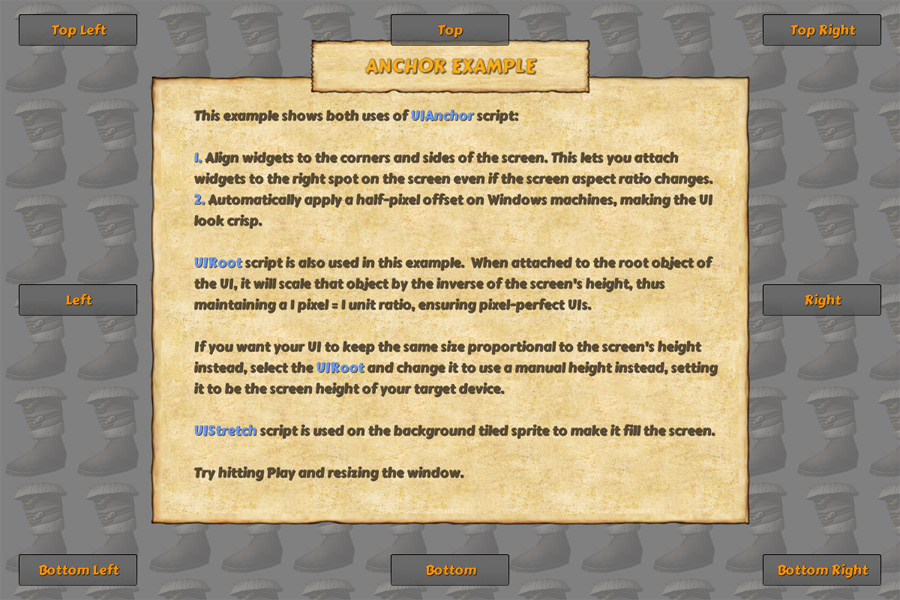 Top Left
Top
Top Right
ANCHOR EXAMPLE
This example shows both uses of UIAnchor script:
1. Align widgets to the corners and sides of the screen. This lets you attach
widgets to the right spot on the screen even if the screen aspect ratio changes.
2. Automatically apply a half-pixel offset on Windows machines, making the UI
look crisp.
UIRoot script is also used in this example. When attached to the root object of
the UI, it will scale that object by the inverse of the screen's height, thus
maintaining a 1 pixel = 1 unit ratio, ensuring pixel-perfect UIs.
Left
Right
If you want your UI to keep the same size proportional to the screen's height
instead, select the UIRoot and change it to use a manual height instead, setting
it to be the screen height of your target device.
UIStretch script is used on the background tiled sprite to make it fill the screen.
Try hitting Play and resizing the window.
Bottom Left
Bottom
Bottom Right